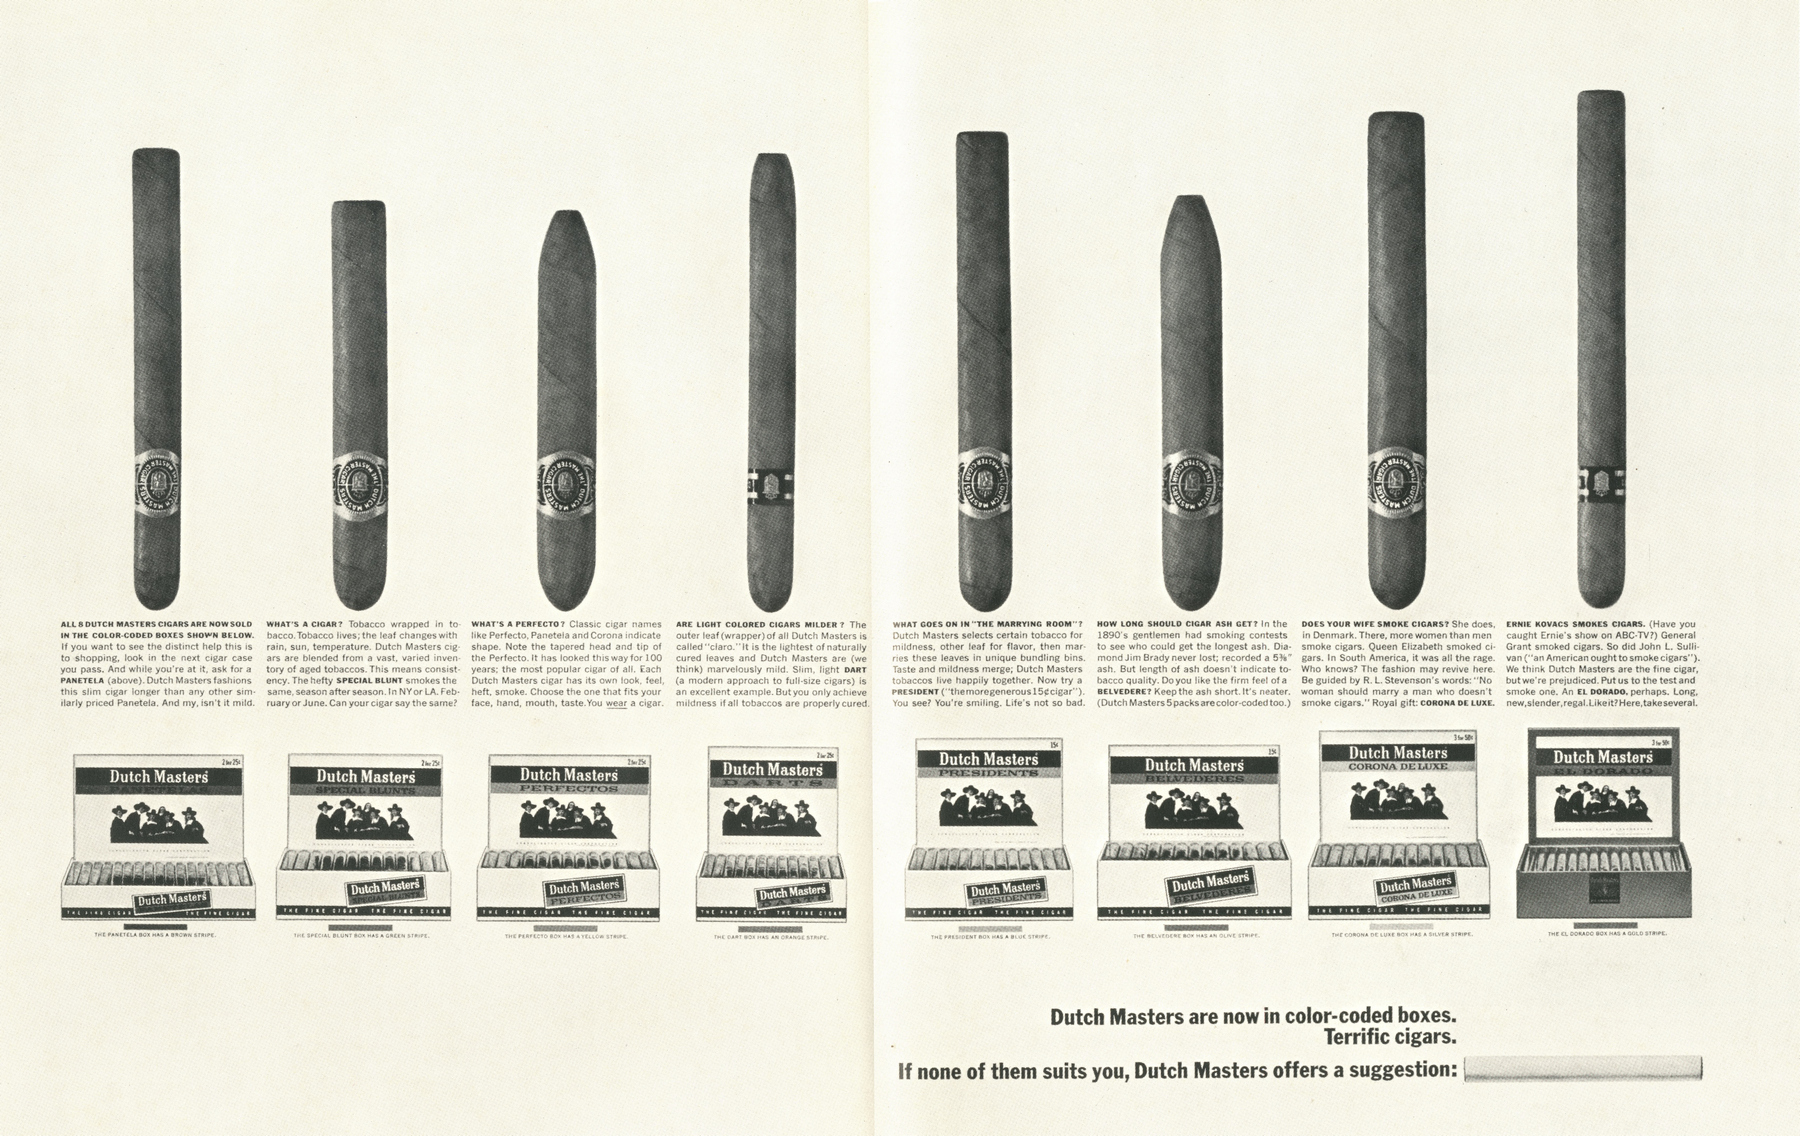 ALL 8 DUTCH MASTERS CIGARS ARE NOW SOLD
IN THE COLOR-CODED BOXES SHOWN BELOW.
If you want to see the distinct help this is
to shopping, look in the next cigar case
you pass. And while you're at it, ask for a
PANETELA (above). Dutch Masters fashions
this slim cigar longer than any other sim-
ilarly priced Panetela. And my, isn't it mild.
WHAT'S A CIGAR? Tobacco wrapped in to-
bacco. Tobacco lives; the leaf changes with
rain, sun, temperature. Dutch Masters cig-
ars are blended from a vast, varied inven-
tory of aged tobaccos. This means consist-
ency. The hefty SPECIAL BLUNT smokes the
same, season after season. In NY or LA. Feb-
ruary or June. Can your cigar say the same?
WHAT'S A PERFECTO? Classic cigar names
like Perfecto, Panetela and Corona indicate
shape. Note the tapered head and tip of
the Perfecto. It has looked this way for 100
years; the most popular cigar of all. Each
Dutch Masters cigar has its own look, feel,
heft, smoke. Choose the one that fits your
face, hand, mouth, taste. You wear a cigar.
ARE LIGHT COLORED CIGARS MILDER? The
outer leaf (wrapper) of all Dutch Masters is
called "claro." It is the lightest of naturally
cured leaves and Dutch Masters are (we
think) marvelously mild. Slim, light DART
(a modern approach to full-size cigars) is
an excellent example. But you only achieve
mildness if all tobaccos are properly cured.
WHAT GOES ON IN "THE MARRYING ROOM"?
Dutch Masters selects certain tobacco for
mildness, other leaf for flavor, then mar-
ries these leaves in unique bundling bins.
Taste and mildness merge; Dutch Masters
tobaccos live happily together. Now try a
PRESIDENT ("the more generous 15¢ cigar").
You see? You're smiling. Life's not so bad.
HOW LONG SHOULD CIGAR ASH GET? In the
1890's gentlemen had smoking contests
to see who could get the longest ash. Dia-
mond Jim Brady never lost; recorded a 5⅜"
ash. But length of ash doesn't indicate to-
bacco quality. Do you like the firm feel of a
BELVEDERE? Keep the ash short. It's neater.
(Dutch Masters 5 packs are color-coded too.)
DOES YOUR WIFE SMOKE CIGARS? She does,
in Denmark. There, more women than men
smoke cigars. Queen Elizabeth smoked ci-
gars. In South America, it was all the rage.
Who knows? The fashion may revive here.
Be guided by R. L. Stevenson's words: "No
woman should marry a man who doesn't
smoke cigars." Royal gift: CORONA DE LUXE.
ERNIE KOVACS SMOKES CIGARS. (Have you
caught Ernie's show on ABC-TV?) General
Grant smoked cigars. So did John L. Sulli-
van ("an American ought to smoke cigars").
We think Dutch Masters are the fine cigar,
but we're prejudiced. Put us to the test and
smoke one. An EL DORADO, perhaps. Long,
new, slender, regal. Like it? Here, take several.
2 for 25¢
Dutch Masters
PANETELAS
Dutch Masters
THE FINE CIGAR THE FINE CIGAR
THE PANETELA BOX HAS A BROWN STRIPE.
2 for 25¢
Dutch Masters
SPECIAL BLUNTS
Dutch Masters
SPECIAL BLUNTS
THE FINE CIGAR THE FINE CIGAR
THE SPECIAL BLUNT BOX HAS A GREEN STRIPE.
2 for 25¢
Dutch Masters
PERFECTOS
Dutch Masters
PERFECTOS
THE FINE CIGAR THE FINE CIGAR
THE PERFECTO BOX HAS A YELLOW STRIPE.
2 for 25¢
Dutch Masters
DARTS
Dutch Masters
DARTS
THE FINE CIGAR THE FINE CIGAR
THE DART BOX HAS AN ORANGE STRIPE.
15¢
Dutch Masters
PRESIDENTS
Dutch Masters
PRESIDENTS
THE FINE CIGAR THE FINE CIGAR
THE PRESIDENT BOX HAS A BLUE STRIPE.
15¢
Dutch Masters
BELVEDERES
Dutch Masters
BELVEDERES
THE FINE CIGAR THE FINE CIGAR
THE BELVEDERE BOX HAS AN OLIVE STRIPE.
3 for 50¢
Dutch Masters
CORONA DE LUXE
Dutch Masters
CORONA DE LUXE
THE FINE CIGAR THE FINE CIGAR
THE CORONA DE LUXE BOX HAS A SILVER STRIPE.
3 for 50¢
Dutch Masters
EL DORADO
THE EL DORADO BOX HAS A GOLD STRIPE.
Dutch Masters are now in color-coded boxes.
Terrific cigars.
If none of them suits you, Dutch Masters offers a suggestion: